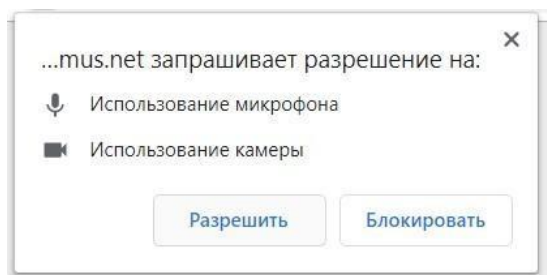 ...mus.net запрашивает разрешение на:
Использование микрофона
Использование камеры
Разрешить Блокировать